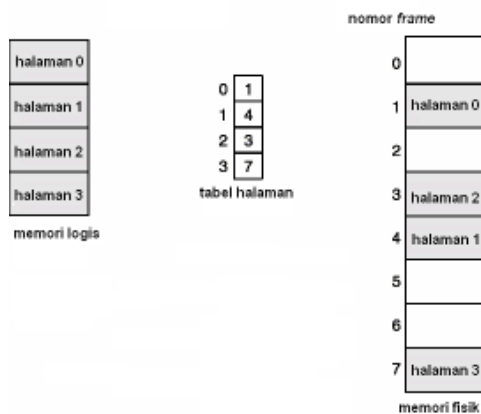 halaman 0
halaman 1
halaman 2
halaman 3
memori logis
0 1
1 4
2 3
3 7
tabel halaman
nomor frame
0
1 halaman 0
2
3 halaman 2
4 halaman 1
5
6
7 halaman 3
memori fisik